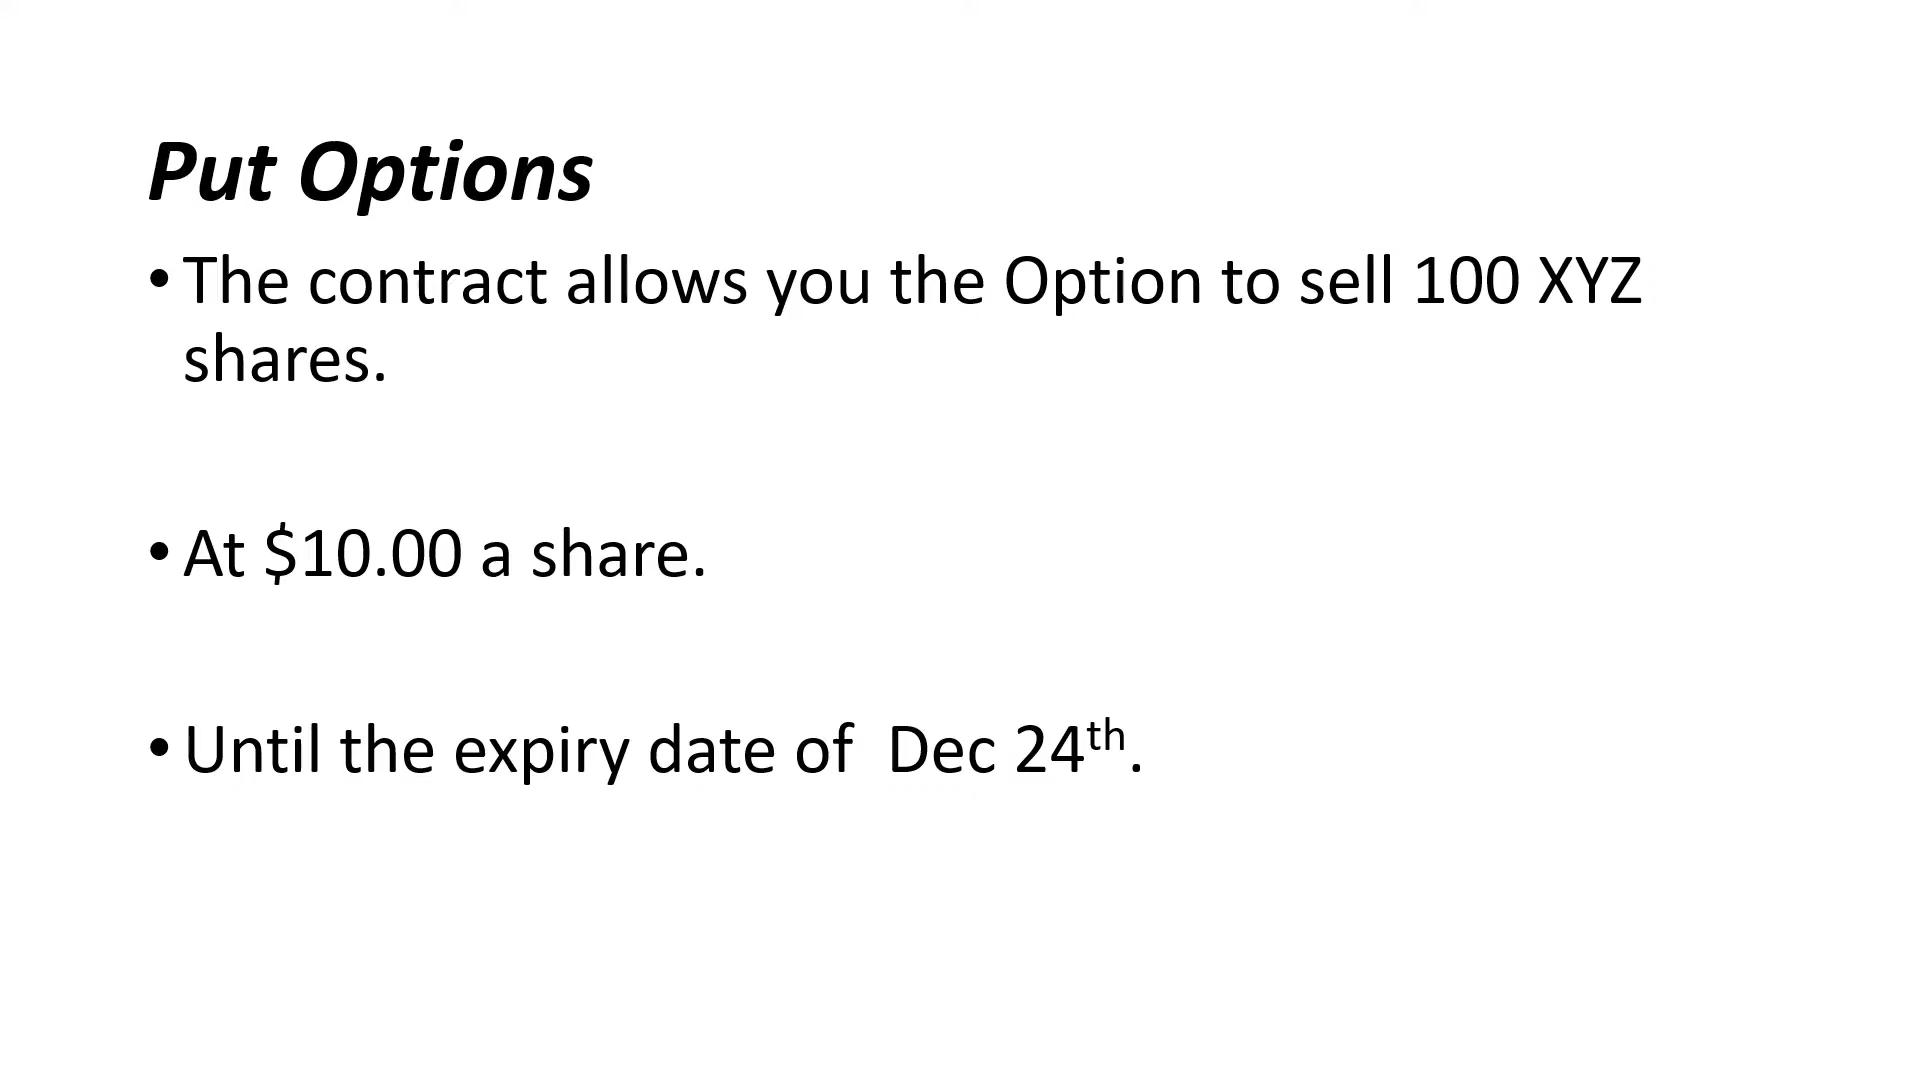 Put Options
• The contract allows you the Option to sell 100 XYZ
shares.
• At $10.00 a share.
• Until the expiry date of  Dec 24th.